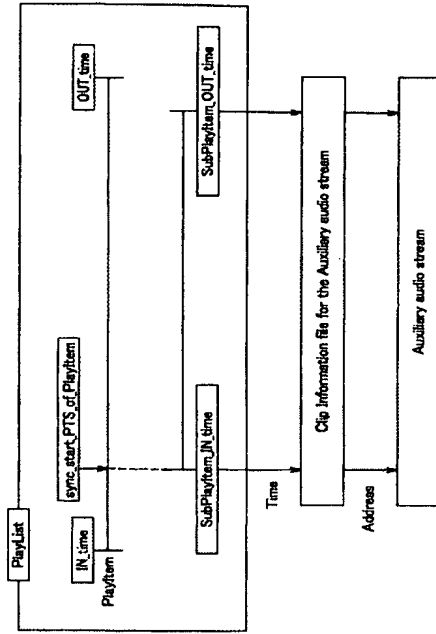 PlayList
IN_time
sync_start_PTS_of_PlayItem
OUT_time
PlayItem
SubPlayItem_IN_time
SubPlayItem_OUT_time
Time
Clip Information file for the Auxiliary audio stream
Address
Auxiliary audio stream